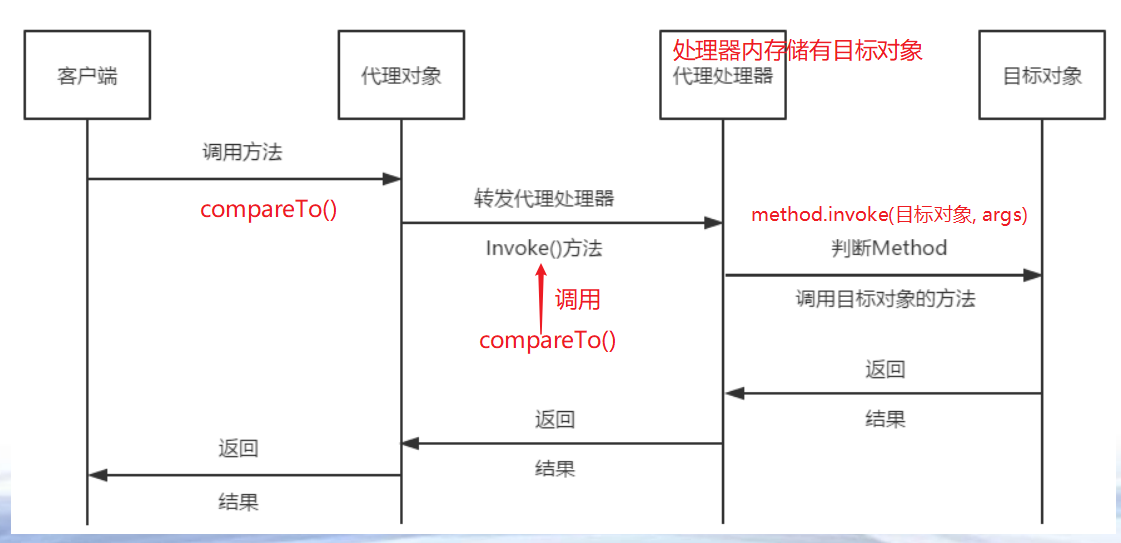 处理器内存储有目标对象
客户端
代理对象
代理处理器
目标对象
调用方法
compareTo()
转发代理处理器
Invoke()方法
调用
compareTo()
method.invoke(目标对象, args)
判断Method
调用目标对象的方法
返回
结果
返回
结果
返回
结果